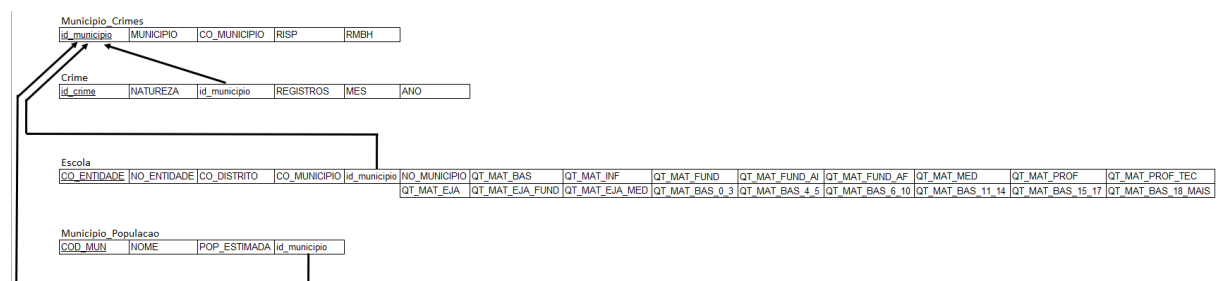 Municipio_Crimes
id_municipio MUNICIPIO CO_MUNICIPIO RISP RMBH
Crime
id_crime NATUREZA id_municipio REGISTROS MES ANO
Escola
CO_ENTIDADE NO_ENTIDADE CO_DISTRITO CO_MUNICIPIO id_municipio NO_MUNICIPIO QT_MAT_BAS QT_MAT_INF QT_MAT_FUND QT_MAT_FUND_AI QT_MAT_FUND_AF QT_MAT_MED QT_MAT_PROF QT_MAT_PROF_TEC
QT_MAT_EJA QT_MAT_EJA_FUND QT_MAT_EJA_MED QT_MAT_BAS_0_3 QT_MAT_BAS_4_5 QT_MAT_BAS_6_10 QT_MAT_BAS_11_14 QT_MAT_BAS_15_17 QT_MAT_BAS_18_MAIS
Municipio_Populacao
COD_MUN NOME POP_ESTIMADA id_municipio